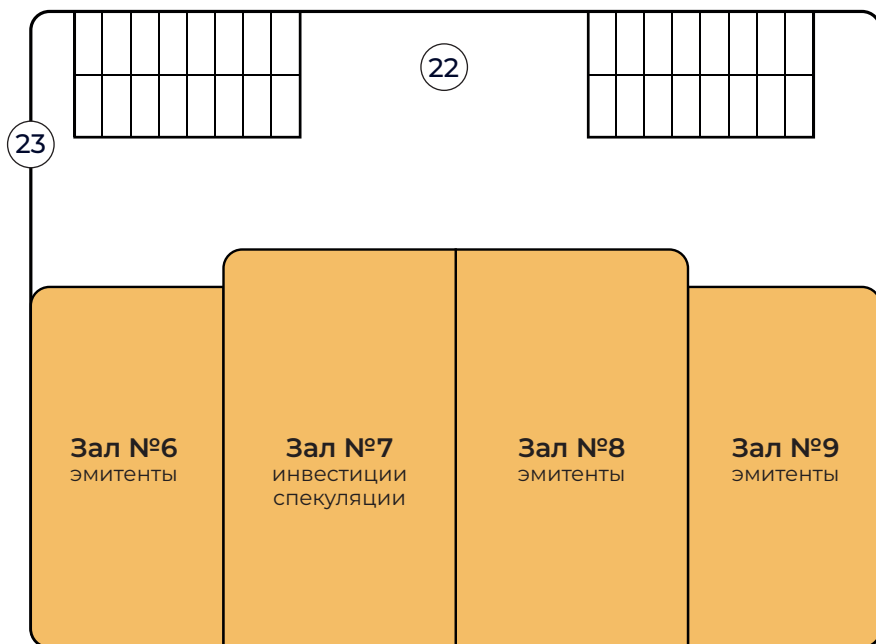 22
23
Зал №6
эмитенты
Зал №7
инвестиции
спекуляции
Зал №8
эмитенты
Зал №9
эмитенты